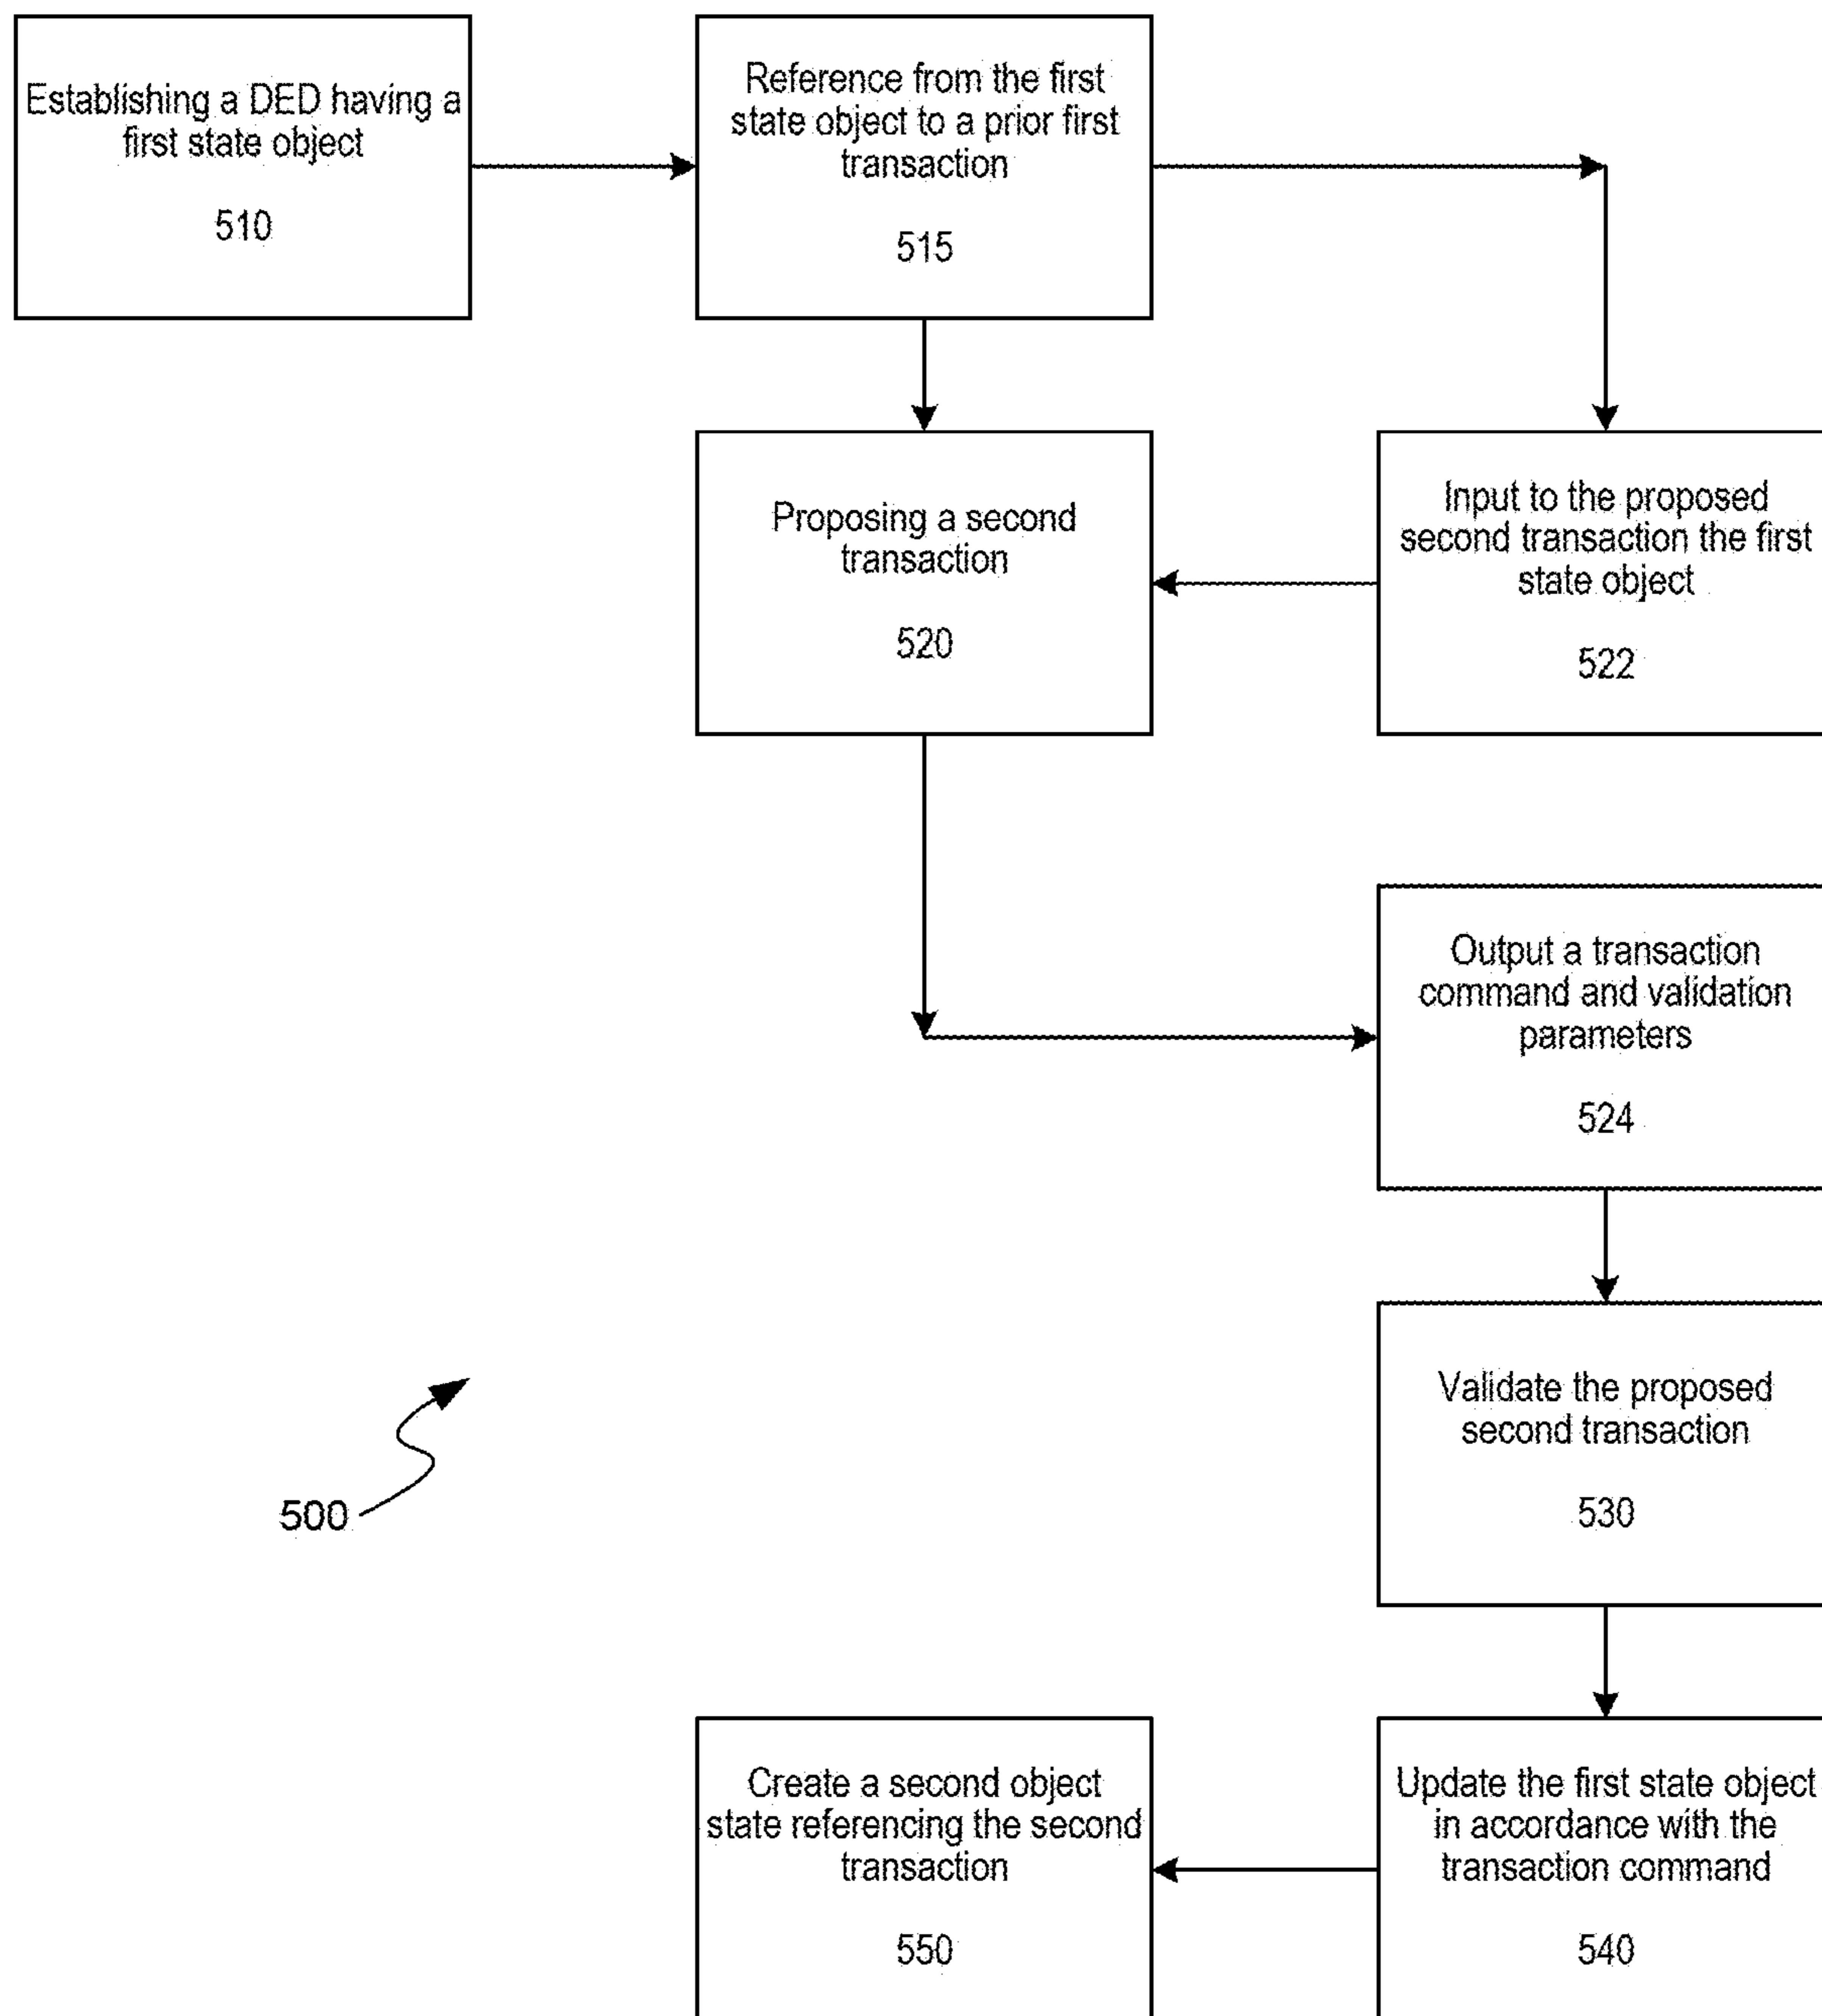 Establishing a DED having a
first state object
510
Reference from the first
state object to a prior first
transaction
515
Proposing a second
transaction
520
Input to the proposed
second transaction the first
state object
522
Output a transaction
command and validation
parameters
524
Validate the proposed
second transaction
530
500
Create a second object
state referencing the second
transaction
550
Update the first state object
in accordance with the
transaction command
540